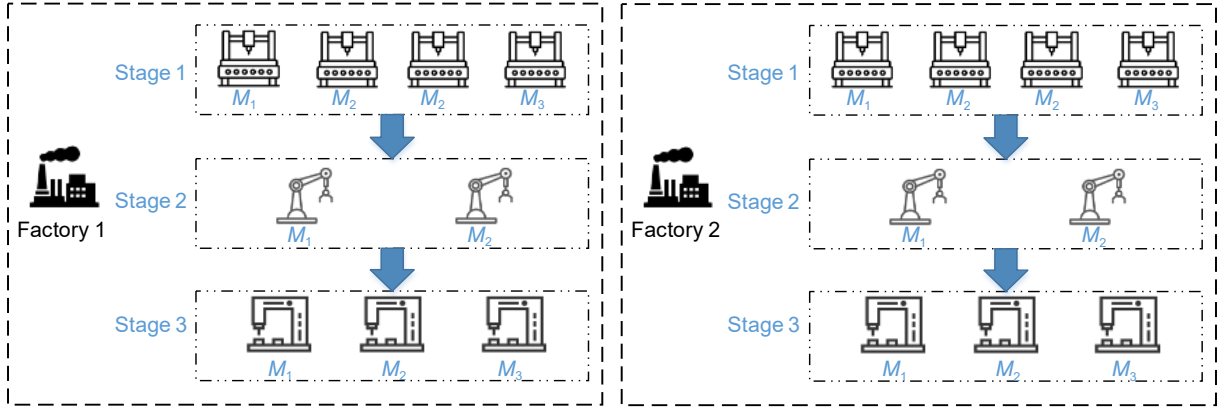 Stage 1
M1 M2 M2 M3
Factory 1
Stage 2
M1 M2
Stage 3
M1 M2 M3
Stage 1
M1 M2 M2 M3
Factory 2
Stage 2
M1 M2
Stage 3
M1 M2 M3